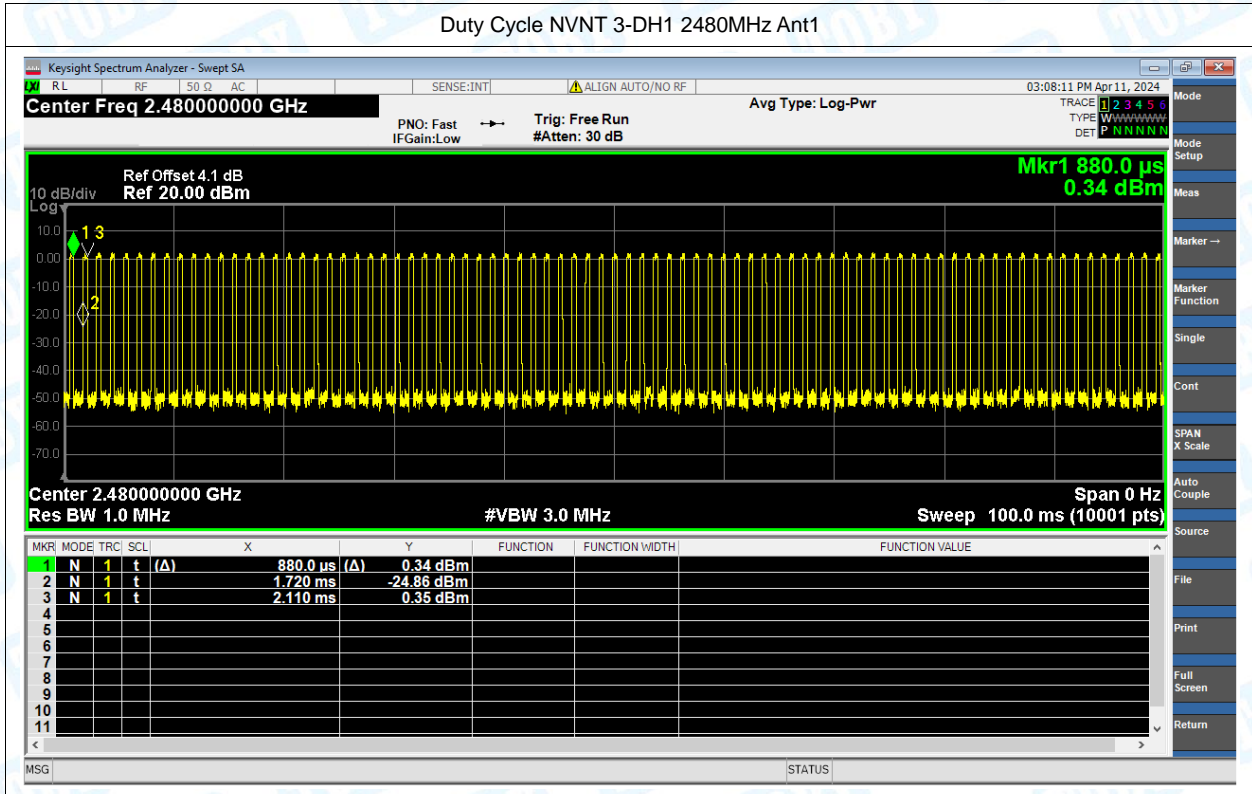 Duty Cycle NVNT 3-DH1 2480MHz Ant1
Keysight Spectrum Analyzer - Swept SA
LXI RL RF 50 Ω AC SENSE:INT ALIGN AUTO/NO RF 03:08:11 PM Apr 11, 2024
Center Freq 2.480000000 GHz
PNO: Fast
IFGain:Low
Trig: Free Run
#Atten: 30 dB
Avg Type: Log-Pwr
TRACE 1 2 3 4 5 6
TYPE WWWWWW
DET P N N N N N
Mode
Mode Setup
Meas
Marker →
Marker Function
Single
Cont
SPAN X Scale
Auto Couple
Source
File
Print
Full Screen
Return
Mkr1 880.0 µs
0.34 dBm
Ref Offset 4.1 dB
10 dB/div Ref 20.00 dBm
Log
10.0
0.00
-10.0
-20.0
-30.0
-40.0
-50.0
-60.0
-70.0
1 3
2
Center 2.480000000 GHz Span 0 Hz
Res BW 1.0 MHz #VBW 3.0 MHz Sweep 100.0 ms (10001 pts)
MKR MODE TRC SCL X Y FUNCTION FUNCTION WIDTH FUNCTION VALUE
1 N 1 t (Δ) 880.0 µs (Δ) 0.34 dBm
2 N 1 t 1.720 ms -24.86 dBm
3 N 1 t 2.110 ms 0.35 dBm
4
5
6
7
8
9
10
11
MSG STATUS